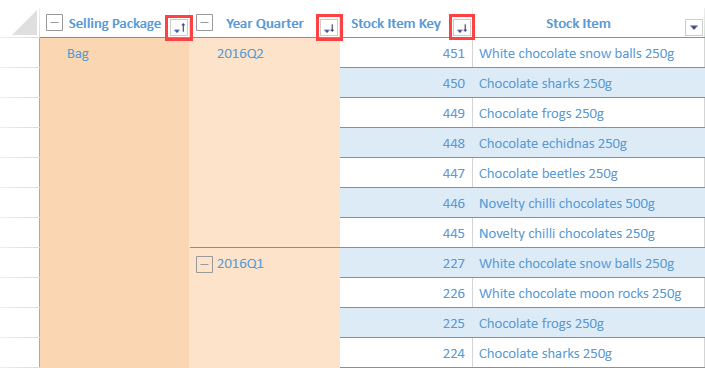 Selling Package Year Quarter Stock Item Key Stock Item
Bag 2016Q2 451 White chocolate snow balls 250g
450 Chocolate sharks 250g
449 Chocolate frogs 250g
448 Chocolate echidnas 250g
447 Chocolate beetles 250g
446 Novelty chilli chocolates 500g
445 Novelty chilli chocolates 250g
2016Q1 227 White chocolate snow balls 250g
226 White chocolate moon rocks 250g
225 Chocolate frogs 250g
224 Chocolate sharks 250g